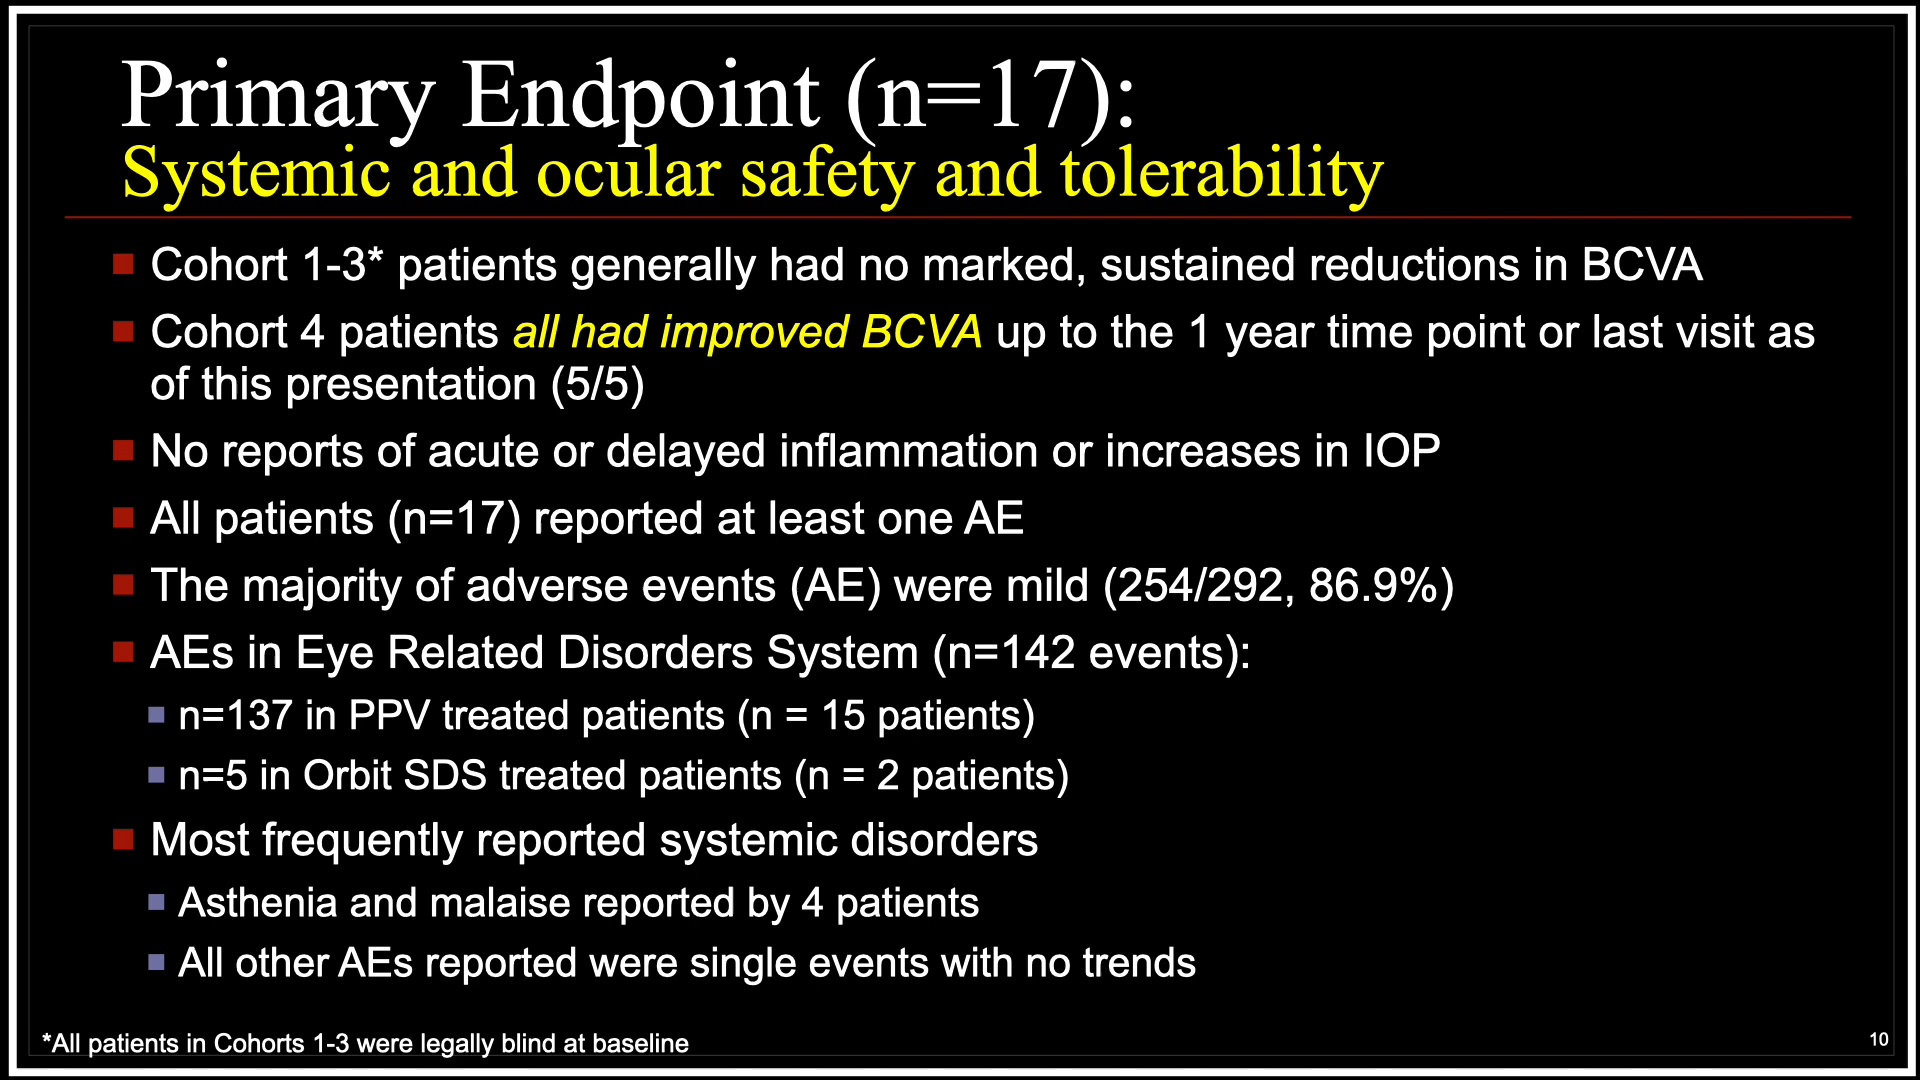 Primary Endpoint (n=17):
Systemic and ocular safety and tolerability
Cohort 1-3* patients generally had no marked, sustained reductions in BCVA
Cohort 4 patients all had improved BCVA up to the 1 year time point or last visit as
of this presentation (5/5)
No reports of acute or delayed inflammation or increases in IOP
All patients (n=17) reported at least one AE
The majority of adverse events (AE) were mild (254/292, 86.9%)
AEs in Eye Related Disorders System (n=142 events):
n=137 in PPV treated patients (n = 15 patients)
n=5 in Orbit SDS treated patients (n = 2 patients)
Most frequently reported systemic disorders
Asthenia and malaise reported by 4 patients
All other AEs reported were single events with no trends
*All patients in Cohorts 1-3 were legally blind at baseline
10